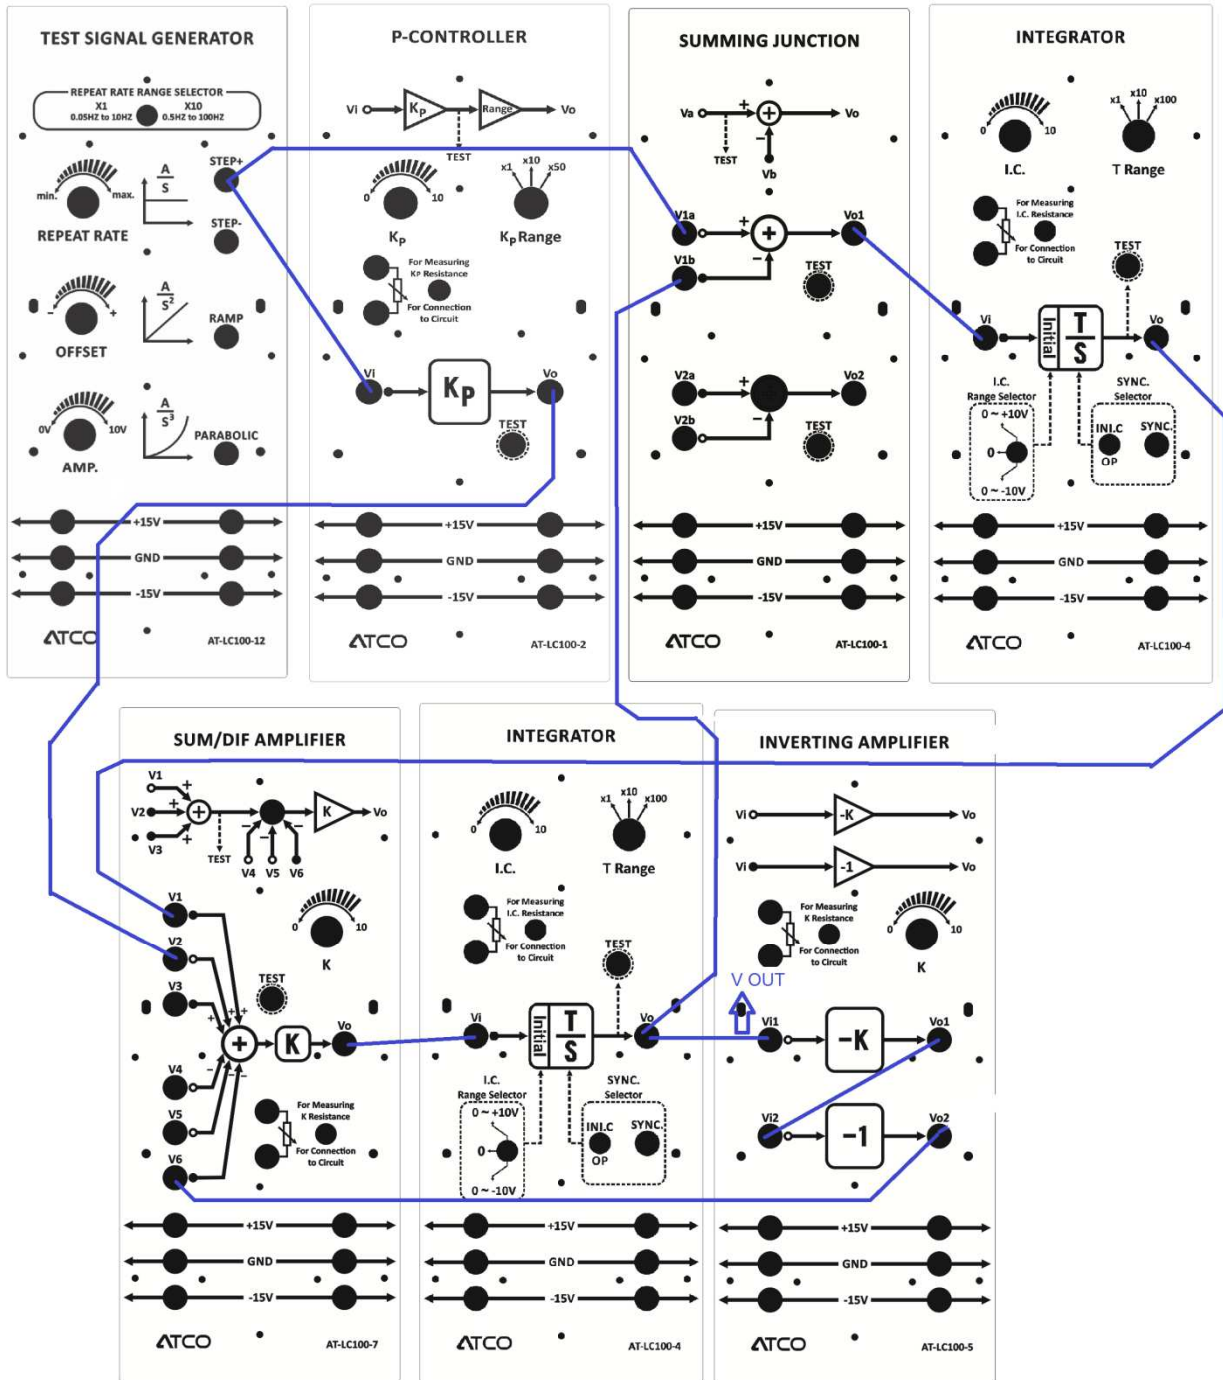 TEST SIGNAL GENERATOR
REPEAT RATE RANGE SELECTOR
X1
0.05HZ to 10HZ
X10
0.5HZ to 100HZ
min.
max.
REPEAT RATE
A
S
STEP+
STEP-
-
+
OFFSET
A
S²
RAMP
0V
10V
AMP.
A
S³
PARABOLIC
+15V
GND
-15V
ATCO
AT-LC100-12
P-CONTROLLER
Vi
KP
Range
Vo
TEST
0
10
KP
x1
x10
x50
KP Range
For Measuring
KP Resistance
For Connection
to Circuit
Vi
KP
Vo
TEST
+15V
GND
-15V
ATCO
AT-LC100-2
SUMMING JUNCTION
Va
+
+
Vo
-
TEST
Vb
V1a
+
+
Vo1
V1b
-
TEST
V2a
+
Vo2
V2b
-
TEST
+15V
GND
-15V
ATCO
AT-LC100-1
INTEGRATOR
0
10
I.C.
x1
x10
x100
T Range
For Measuring
I.C. Resistance
For Connection
to Circuit
TEST
Vi
Initial
T
S
Vo
I.C.
Range Selector
0 ~ +10V
0
0 ~ -10V
SYNC.
Selector
INI.C
OP
SYNC.
+15V
GND
-15V
ATCO
AT-LC100-4
SUM/DIF AMPLIFIER
V1
+
V2
+
+
V3
+
TEST
-
-
-
V4
V5
V6
K
Vo
V1
V2
V3
0
10
K
TEST
+
+
+
+
K
Vo
-
-
-
V4
V5
V6
For Measuring
K Resistance
For Connection
to Circuit
+15V
GND
-15V
ATCO
AT-LC100-7
INTEGRATOR
0
10
I.C.
x1
x10
x100
T Range
For Measuring
I.C. Resistance
For Connection
to Circuit
TEST
Vi
Initial
T
S
Vo
I.C.
Range Selector
0 ~ +10V
0
0 ~ -10V
SYNC.
Selector
INI.C
OP
SYNC.
+15V
GND
-15V
ATCO
AT-LC100-4
INVERTING AMPLIFIER
Vi
-K
Vo
Vi
-1
Vo
For Measuring
K Resistance
For Connection
to Circuit
0
10
K
V OUT
Vi1
-K
Vo1
Vi2
-1
Vo2
+15V
GND
-15V
ATCO
AT-LC100-5